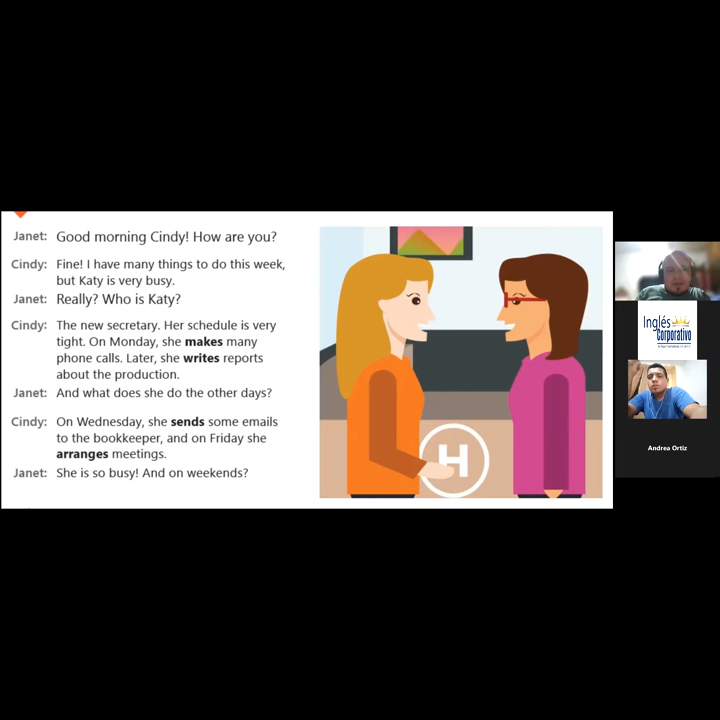 Janet: Good morning Cindy! How are you?
Cindy: Fine! I have many things to do this week,
but Katy is very busy.
Janet: Really? Who is Katy?
Cindy: The new secretary. Her schedule is very
tight. On Monday, she makes many
phone calls. Later, she writes reports
about the production.
Janet: And what does she do the other days?
Cindy: On Wednesday, she sends some emails
to the bookkeeper, and on Friday she
arranges meetings.
Janet: She is so busy! And on weekends?
H
Inglés
Corporativo
Andrea Ortiz